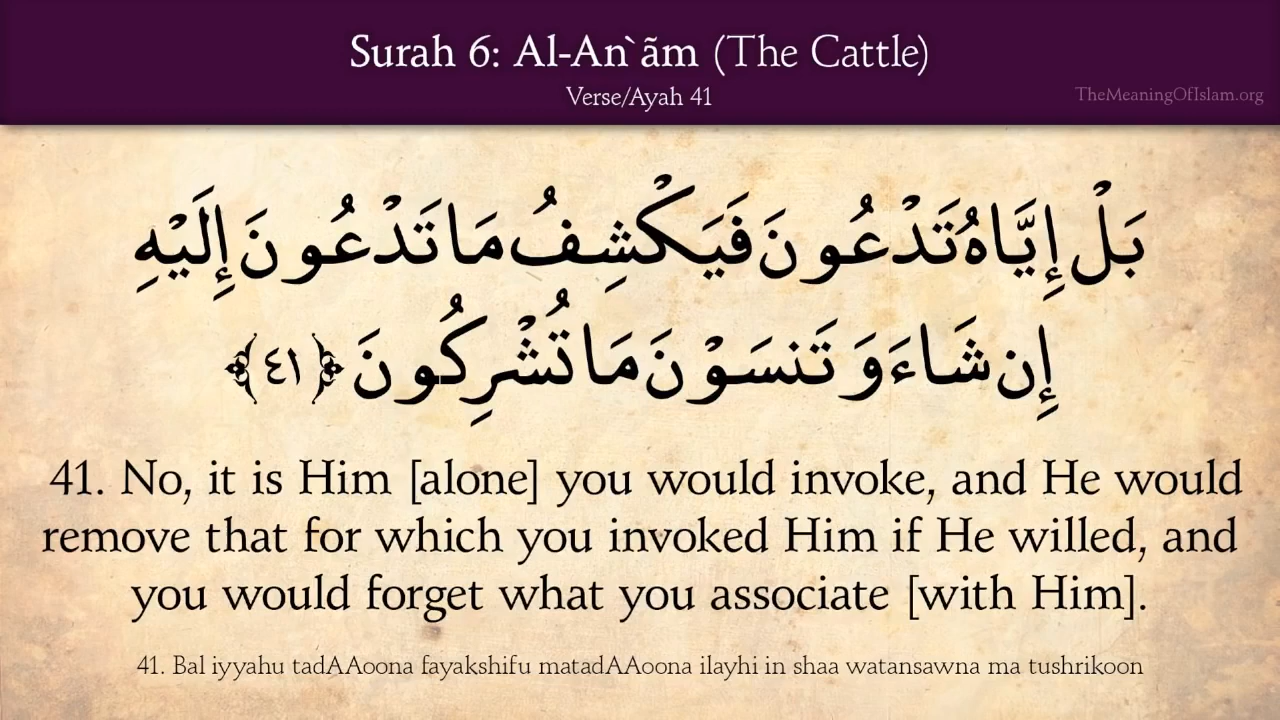 Surah 6: Al-An`ãm (The Cattle)
Verse/Ayah 41
TheMeaningOfIslam.org
بَلْ إِيَّاهُ تَدْعُونَ فَيَكْشِفُ مَا تَدْعُونَ إِلَيْهِ
إِن شَاءَ وَتَنسَوْنَ مَا تُشْرِكُونَ ﴿٤١﴾
41. No, it is Him [alone] you would invoke, and He would
remove that for which you invoked Him if He willed, and
you would forget what you associate [with Him].
41. Bal iyyahu tadAAoona fayakshifu matadAAoona ilayhi in shaa watansawna ma tushrikoon